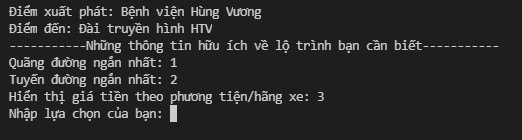 Điểm xuất phát: Bệnh viện Hùng Vương
Điểm đến: Đài truyền hình HTV
-----------Những thông tin hữu ích về lộ trình bạn cần biết-----------
Quãng đường ngắn nhất: 1
Tuyến đường ngắn nhất: 2
Hiển thị giá tiền theo phương tiện/hãng xe: 3
Nhập lựa chọn của bạn: